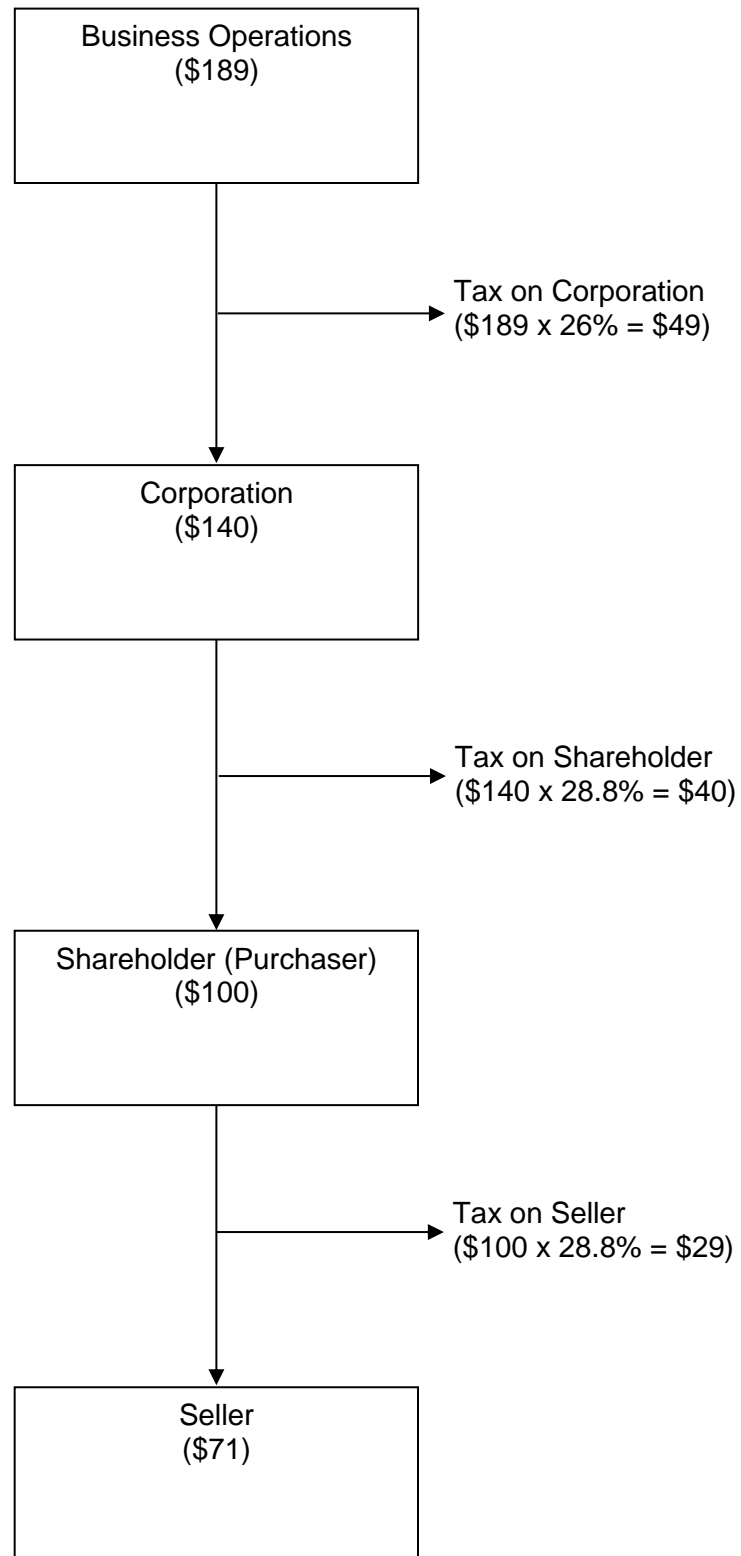 Business Operations
($189)
Tax on Corporation
($189 x 26% = $49)
Corporation
($140)
Tax on Shareholder
($140 x 28.8% = $40)
Shareholder (Purchaser)
($100)
Tax on Seller
($100 x 28.8% = $29)
Seller
($71)